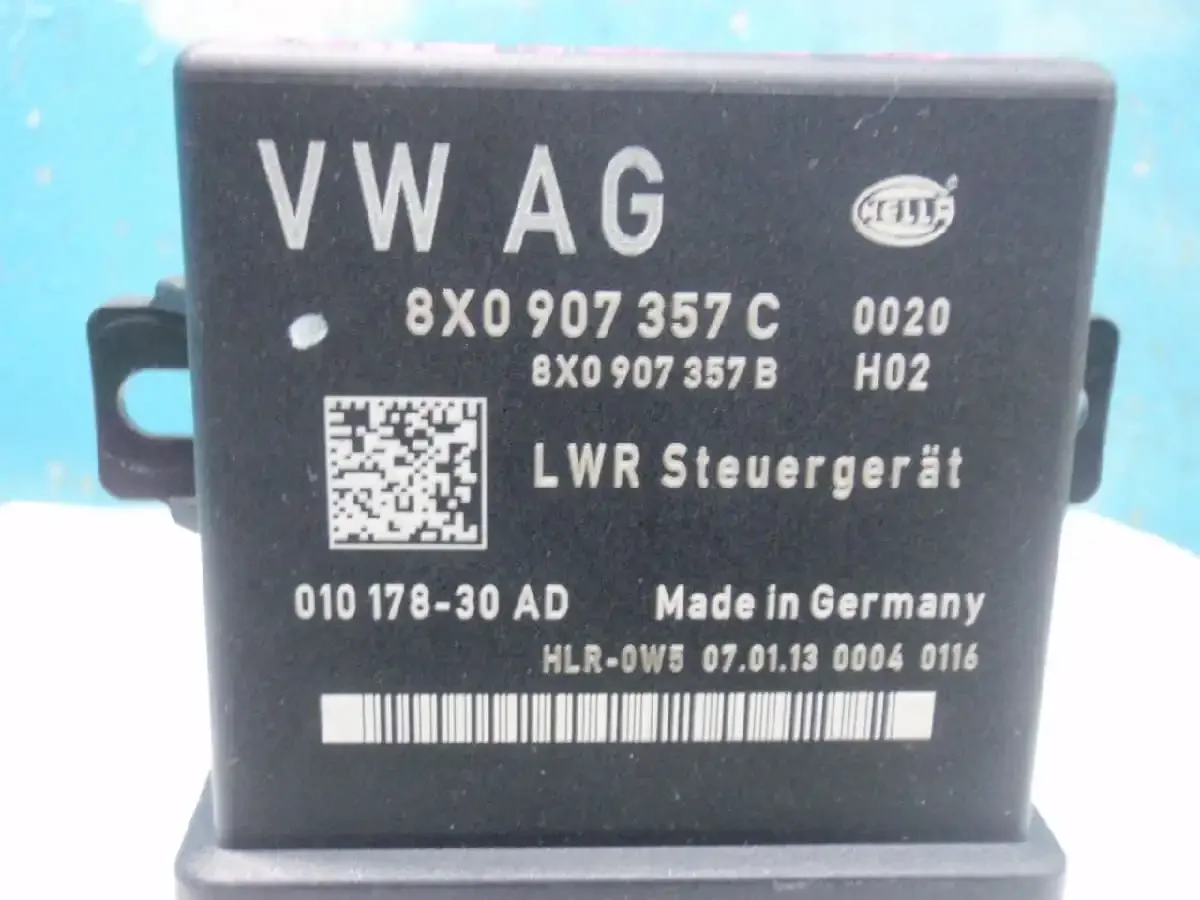 VW AG
HELLA
8X0 907 357 C 0020
8X0 907 357 B H02
LWR Steuergerät
010 178-30 AD Made in Germany
HLR-0W5 07.01.13 0004 0116